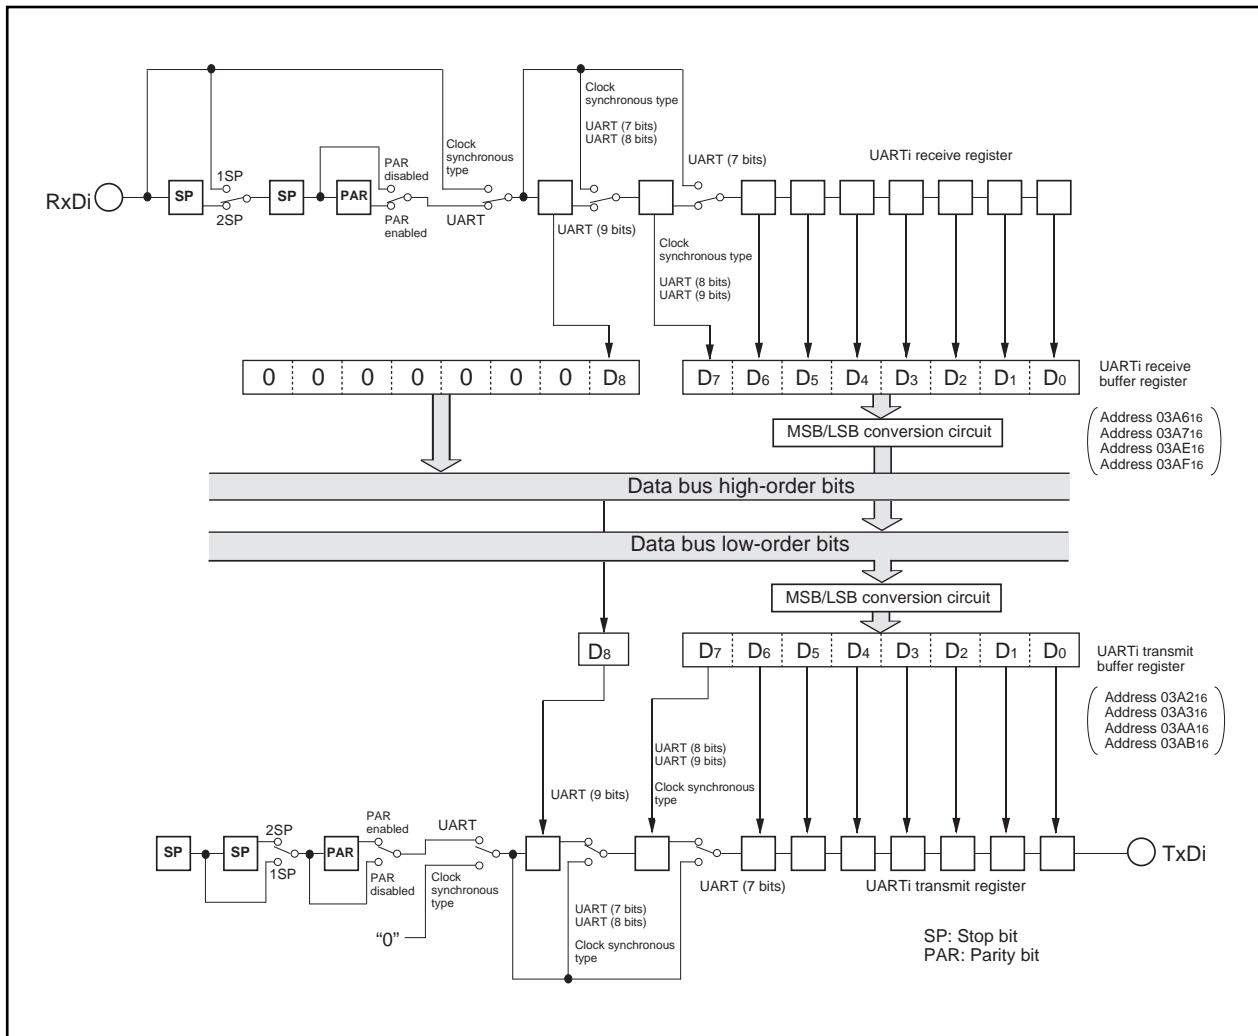 Clock
synchronous type
UART (7 bits)
UART (8 bits)
Clock
synchronous
type
PAR
disabled
UART (7 bits)
UARTi receive register
1SP
RxDi
SP
SP
PAR
2SP
PAR
enabled
UART
UART (9 bits)
Clock
synchronous type
UART (8 bits)
UART (9 bits)
0 0 0 0 0 0 0 D8
D7 D6 D5 D4 D3 D2 D1 D0
UARTi receive
buffer register
MSB/LSB conversion circuit
Address 03A616
Address 03A716
Address 03AE16
Address 03AF16
Data bus high-order bits
Data bus low-order bits
MSB/LSB conversion circuit
D8
D7 D6 D5 D4 D3 D2 D1 D0
UARTi transmit
buffer register
Address 03A216
Address 03A316
Address 03AA16
Address 03AB16
UART (8 bits)
UART (9 bits)
Clock synchronous
type
UART (9 bits)
PAR
enabled
UART
2SP
SP
SP
PAR
TxDi
1SP
PAR
disabled
Clock
synchronous
type
UART (7 bits)
UARTi transmit register
UART (7 bits)
UART (8 bits)
Clock synchronous
type
“0”
SP: Stop bit
PAR: Parity bit